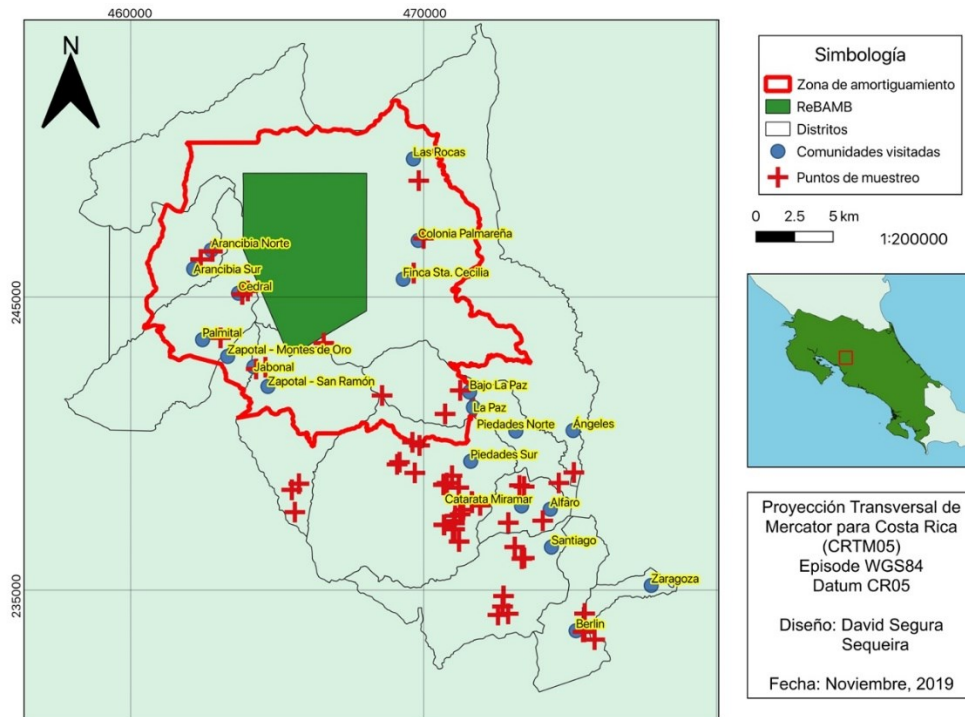 460000
470000
N
Las Rocas
Colonia Palmareña
Arancibia Norte
Arancibia Sur
Finca Sta. Cecilia
Cedral
245000
Palmital
Zapotal - Montes de Oro
Jabonal
Zapotal - San Ramón
Bajo La Paz
La Paz
Piedades Norte
Ángeles
Piedades Sur
Catarata Miramar
Alfaro
Santiago
235000
Zaragoza
Berlin
Simbología
Zona de amortiguamiento
ReBAMB
Distritos
Comunidades visitadas
Puntos de muestreo
0 2.5 5 km
1:200000
Proyección Transversal de
Mercator para Costa Rica
(CRTM05)
Episode WGS84
Datum CR05
Diseño: David Segura
Sequeira
Fecha: Noviembre, 2019